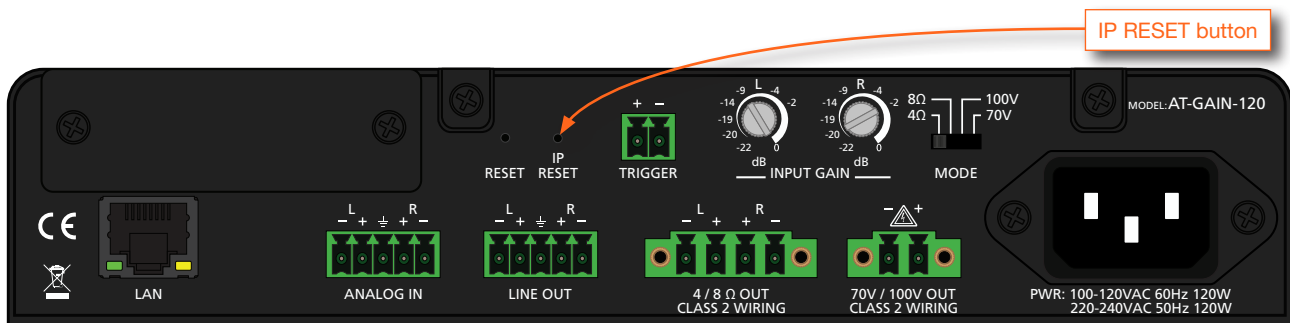 IP RESET button
MODEL: AT-GAIN-120
RESET
IP
RESET
+ −
TRIGGER
L
-9 -4
-14 -2
-19
-20
-22 0
dB
R
-9 -4
-14 -2
-19
-20
-22 0
dB
INPUT GAIN
8Ω 100V
4Ω 70V
MODE
CE
LAN
L R
− + ⏚ + −
ANALOG IN
L R
− + ⏚ + −
LINE OUT
L R
− + + −
4 / 8 Ω OUT
CLASS 2 WIRING
− +
70V / 100V OUT
CLASS 2 WIRING
PWR: 100-120VAC 60Hz 120W
220-240VAC 50Hz 120W